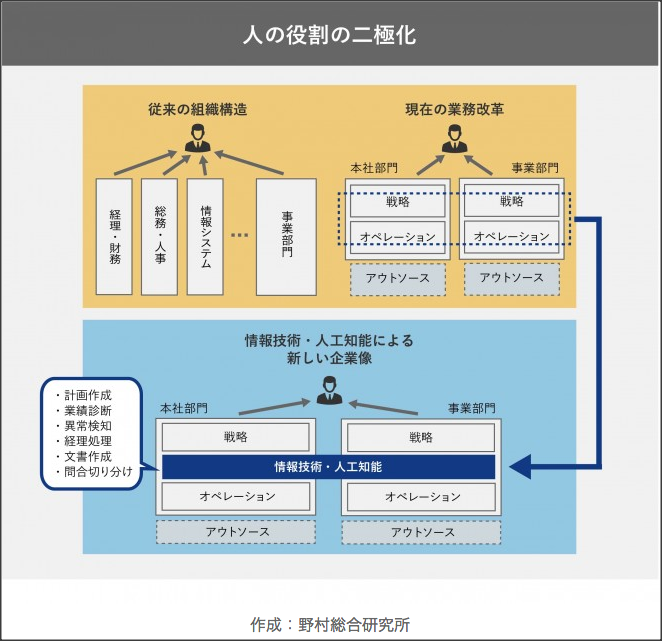 人の役割の二極化
従来の組織構造
経理・財務
総務・人事
情報システム
…
事業部門
現在の業務改革
本社部門
事業部門
戦略
戦略
オペレーション
オペレーション
アウトソース
アウトソース
情報技術・人工知能による
新しい企業像
・計画作成
・業績診断
・異常検知
・経理処理
・文書作成
・問合切り分け
本社部門
事業部門
戦略
戦略
情報技術・人工知能
オペレーション
オペレーション
アウトソース
アウトソース
作成：野村総合研究所